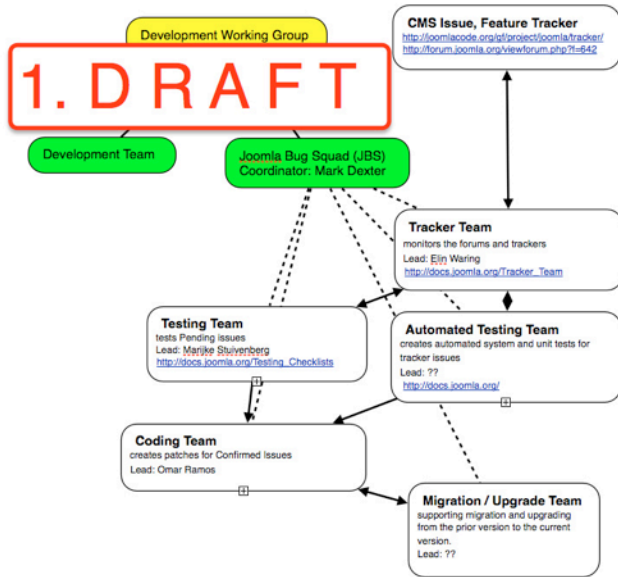 Development Working Group
1. D R A F T
Development Team
Joomla Bug Squad (JBS)
Coordinator: Mark Dexter
CMS Issue, Feature Tracker
http://joomlacode.org/gf/project/joomla/tracker/
http://forum.joomla.org/viewforum.php?f=642
Tracker Team
monitors the forums and trackers
Lead: Elin Waring
http://docs.joomla.org/Tracker_Team
Testing Team
tests Pending issues
Lead: Marijke Stuivenberg
http://docs.joomla.org/Testing_Checklists
Automated Testing Team
creates automated system and unit tests for
tracker issues
Lead: ??
http://docs.joomla.org/
Coding Team
creates patches for Confirmed Issues
Lead: Omar Ramos
Migration / Upgrade Team
supporting migration and upgrading
from the prior version to the current
version.
Lead: ??